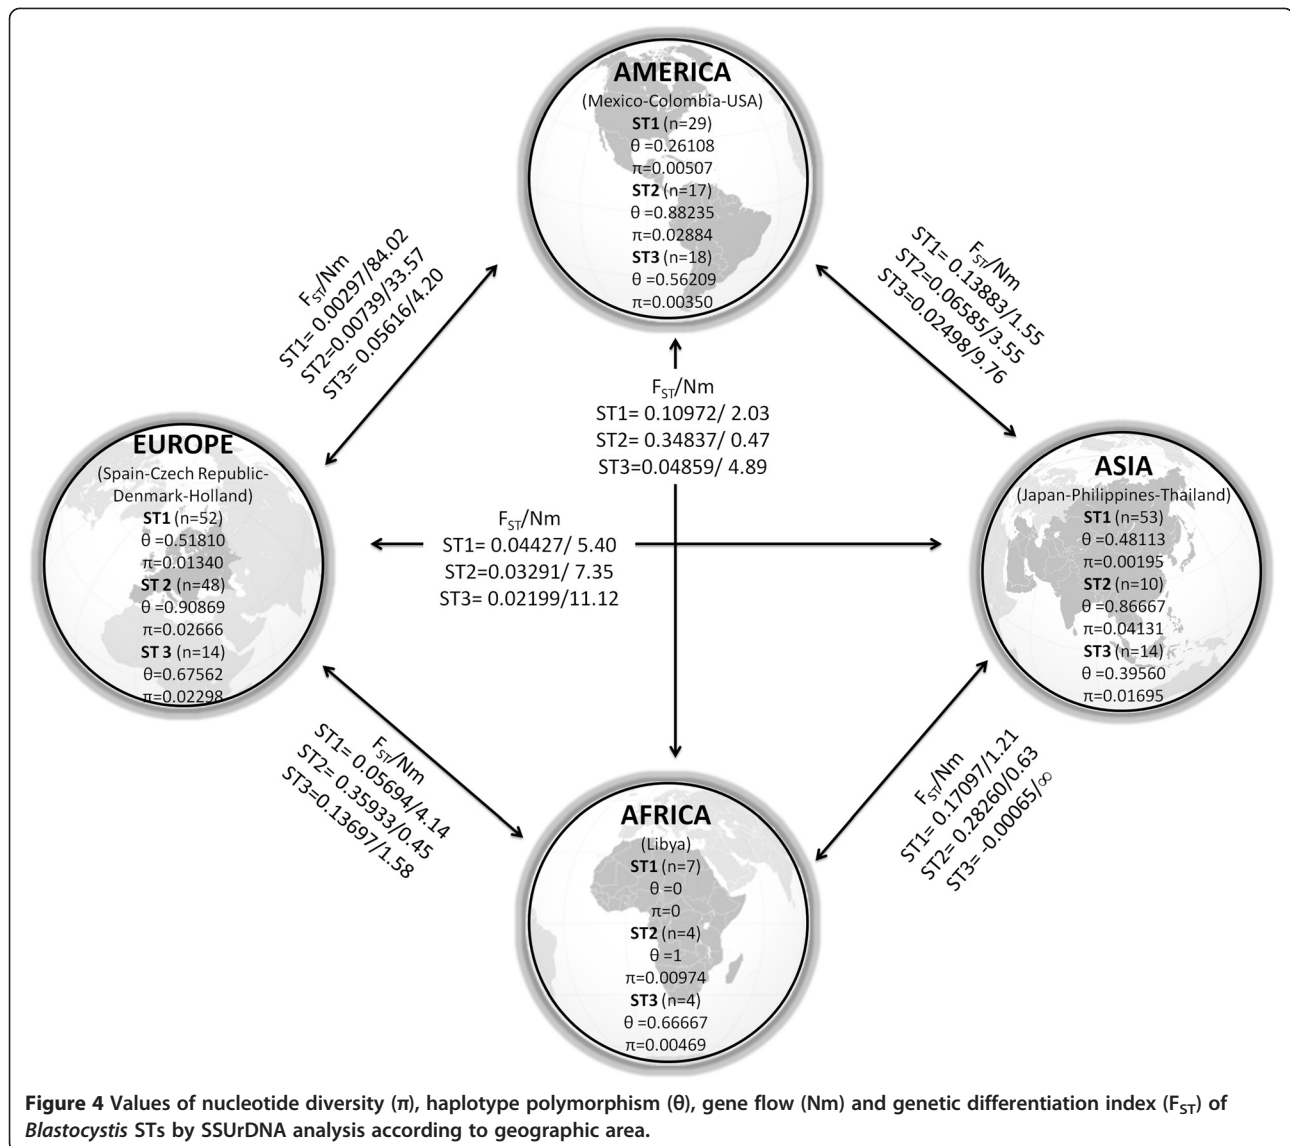 AMERICA
(Mexico-Colombia-USA)
ST1 (n=29)
θ =0.26108
π=0.00507
ST2 (n=17)
θ =0.88235
π=0.02884
ST3 (n=18)
θ =0.56209
π=0.00350
FST/Nm
ST1= 0.00297/84.02
ST2=0.00739/33.57
ST3= 0.05616/4.20
FST/Nm
ST1= 0.13883/1.55
ST2=0.06585/3.55
ST3=0.02498/9.76
FST/Nm
ST1= 0.10972/ 2.03
ST2= 0.34837/ 0.47
ST3= 0.04859/ 4.89
EUROPE
(Spain-Czech Republic-
Denmark-Holland)
ST1 (n=52)
θ =0.51810
π=0.01340
ST 2 (n=48)
θ =0.90869
π=0.02666
ST 3 (n=14)
θ=0.67562
π=0.02298
FST/Nm
ST1= 0.04427/ 5.40
ST2=0.03291/ 7.35
ST3= 0.02199/11.12
ASIA
(Japan-Philippines-Thailand)
ST1 (n=53)
θ =0.48113
π=0.00195
ST2 (n=10)
θ =0.86667
π=0.04131
ST3 (n=14)
θ =0.39560
π=0.01695
FST/Nm
ST1= 0.05694/4.14
ST2= 0.35933/0.45
ST3=0.13697/1.58
FST/Nm
ST1= 0.17097/1.21
ST2= 0.28260/0.63
ST3= -0.00065/∞
AFRICA
(Libya)
ST1 (n=7)
θ =0
π=0
ST2 (n=4)
θ =1
π=0.00974
ST3 (n=4)
θ =0.66667
π=0.00469
Figure 4 Values of nucleotide diversity (π), haplotype polymorphism (θ), gene flow (Nm) and genetic differentiation index (FST) of
Blastocystis STs by SSUrDNA analysis according to geographic area.